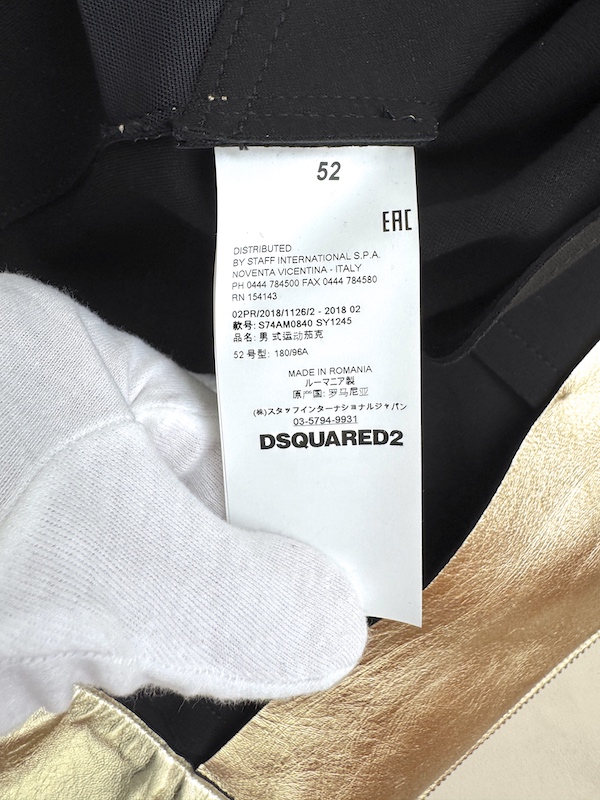 52
EAC
DISTRIBUTED
BY STAFF INTERNATIONAL S.P.A.
NOVENTA VICENTINA - ITALY
PH 0444 784500 FAX 0444 784580
RN 154143
02PR/2018/1126/2 - 2018 02
款号: S74AM0840 SY1245
品名: 男 式运动茄克
52 号型: 180/96A
MADE IN ROMANIA
ルーマニア製
原产国: 罗马尼亚
(株)スタッフインターナショナルジャパン
03-5794-9931
DSQUARED2